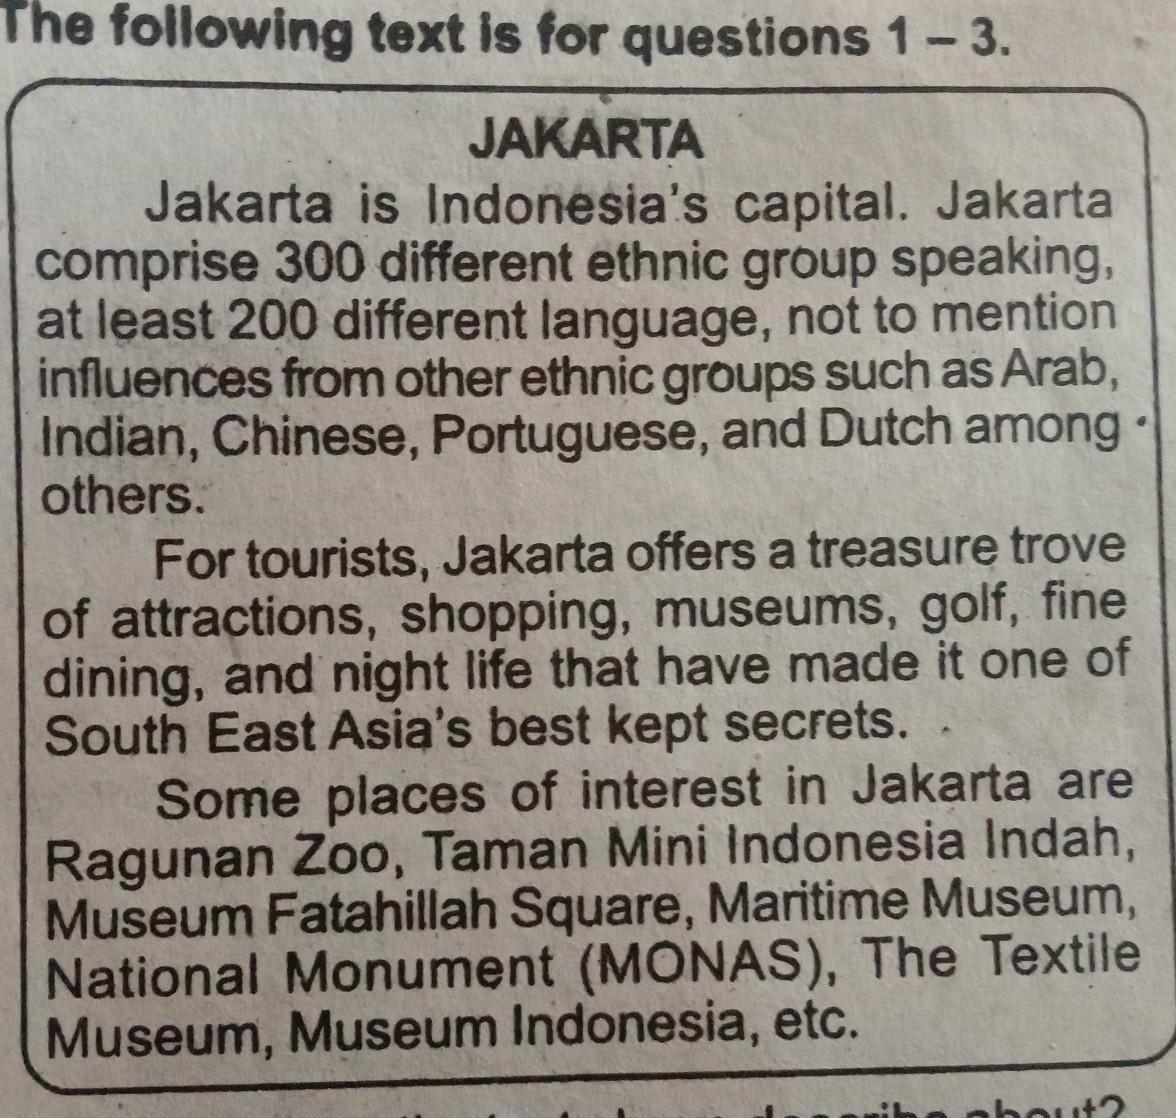 The following text is for questions 1 – 3.
JAKARTA
Jakarta is Indonesia's capital. Jakarta
comprise 300 different ethnic group speaking,
at least 200 different language, not to mention
influences from other ethnic groups such as Arab,
Indian, Chinese, Portuguese, and Dutch among
others.
For tourists, Jakarta offers a treasure trove
of attractions, shopping, museums, golf, fine
dining, and night life that have made it one of
South East Asia's best kept secrets.
Some places of interest in Jakarta are
Ragunan Zoo, Taman Mini Indonesia Indah,
Museum Fatahillah Square, Maritime Museum,
National Monument (MONAS), The Textile
Museum, Museum Indonesia, etc.
about?